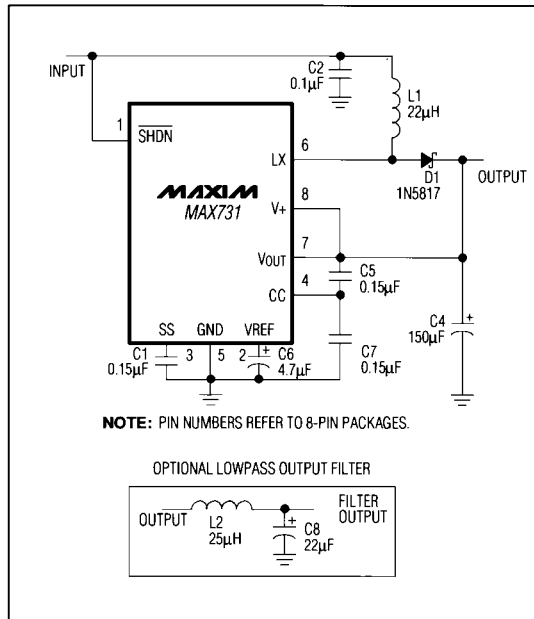 INPUT
C2
0.1µF
L1
22µH
1
SHDN
6
LX
D1
1N5817
OUTPUT
MAXIM
MAX731
8
V+
7
VOUT
C5
0.15µF
4
CC
C4
150µF
+
SS
GND
VREF
C1
0.15µF
3
5
2
+
C6
4.7µF
C7
0.15µF
NOTE: PIN NUMBERS REFER TO 8-PIN PACKAGES.
OPTIONAL LOWPASS OUTPUT FILTER
OUTPUT
L2
25µH
+
C8
22µF
FILTER
OUTPUT